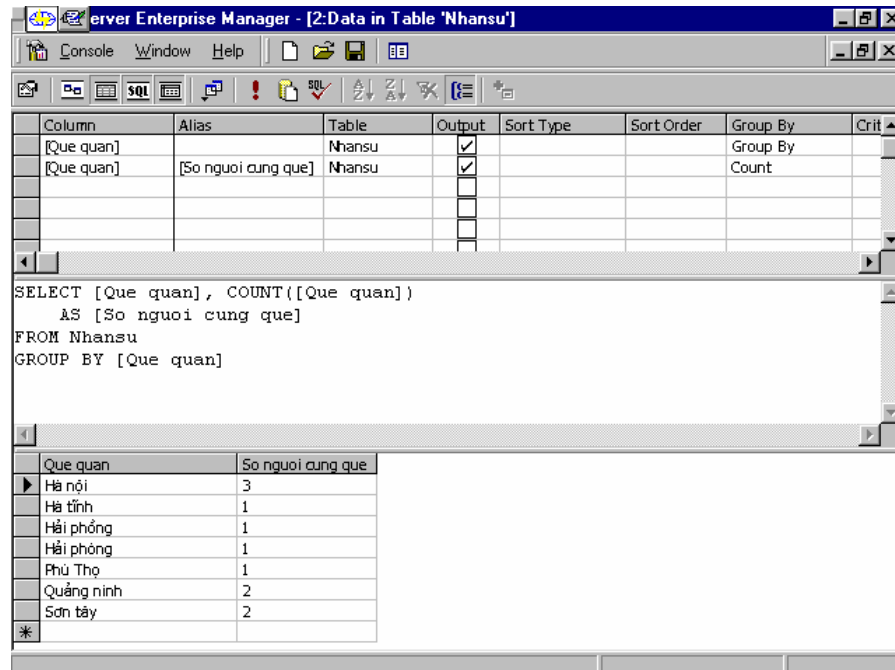 erver Enterprise Manager - [2:Data in Table 'Nhansu']
Console Window Help
SQL SQL
Column Alias Table Output Sort Type Sort Order Group By Crit
[Que quan] Nhansu Group By
[Que quan] [So nguoi cung que] Nhansu Count
SELECT [Que quan], COUNT([Que quan])
AS [So nguoi cung que]
FROM Nhansu
GROUP BY [Que quan]
Que quan So nguoi cung que
Hà nội 3
Hà tĩnh 1
Hải phổng 1
Hải phòng 1
Phú Thọ 1
Quảng ninh 2
Sơn tây 2